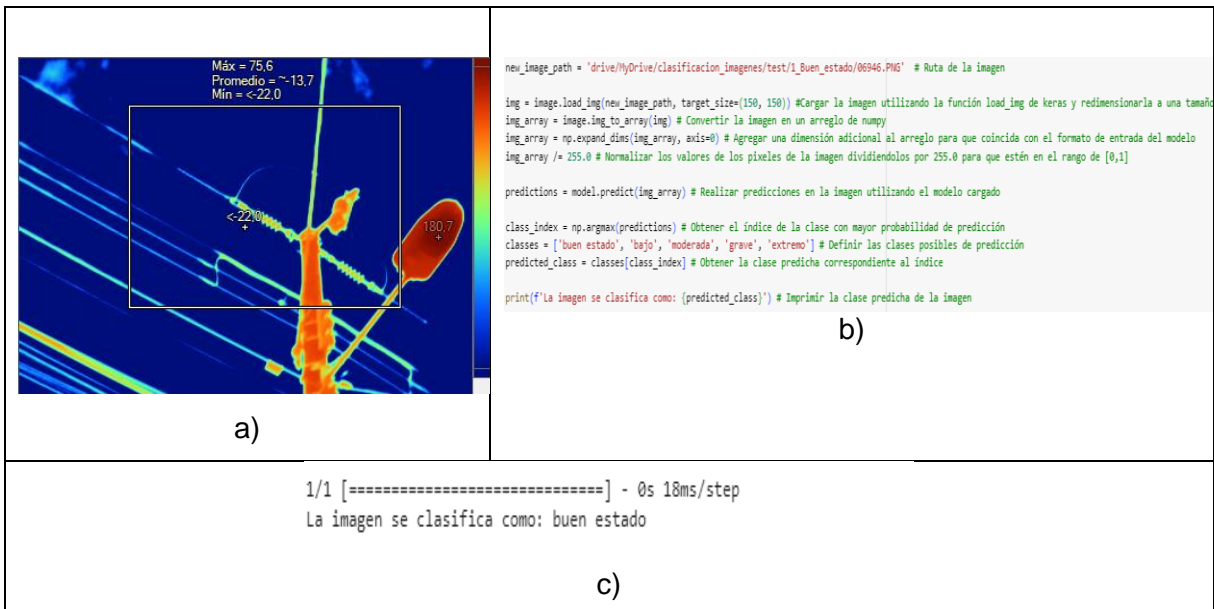 Máx = 75,6
Promedio = ~-13,7
Mín = <-22,0
<-22,0
180,7
a)
new_image_path = 'drive/MyDrive/clasificacion_imagenes/test/1_Buen_estado/06946.PNG' # Ruta de la imagen
img = image.load_img(new_image_path, target_size=(150, 150)) #Cargar la imagen utilizando la función load_img de keras y redimensionarla a una tamaño
img_array = image.img_to_array(img) # Convertir la imagen en un arreglo de numpy
img_array = np.expand_dims(img_array, axis=0) # Agregar una dimensión adicional al arreglo para que coincida con el formato de entrada del modelo
img_array /= 255.0 # Normalizar los valores de los pixeles de la imagen dividiendolos por 255.0 para que estén en el rango de [0,1]
predictions = model.predict(img_array) # Realizar predicciones en la imagen utilizando el modelo cargado
class_index = np.argmax(predictions) # Obtener el índice de la clase con mayor probabilidad de predicción
classes = ['buen estado', 'bajo', 'moderada', 'grave', 'extremo'] # Definir las clases posibles de predicción
predicted_class = classes[class_index] # Obtener la clase predicha correspondiente al índice
print(f'La imagen se clasifica como: {predicted_class}') # Imprimir la clase predicha de la imagen
b)
1/1 [==============================] - 0s 18ms/step
La imagen se clasifica como: buen estado
c)